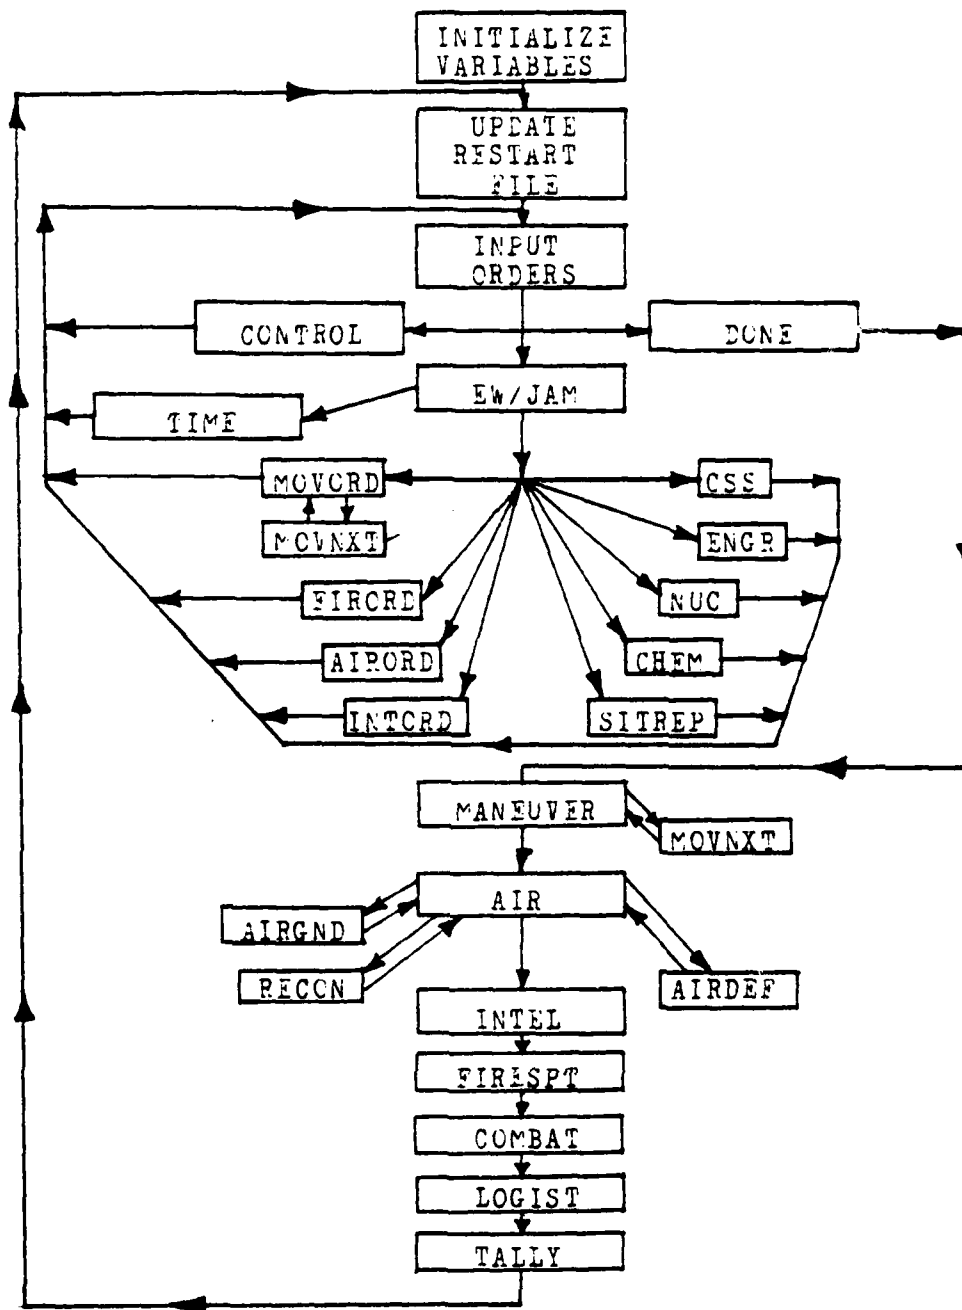 INITIALIZE
VARIABLES
UPDATE
RESTART
FILE
INPUT
ORDERS
CONTROL
DONE
EW/JAM
TIME
MOVORD
CSS
MOVNXT
ENGR
FIRORD
NUC
AIRORD
CHEM
INTORD
SITREP
MANEUVER
MOVNXT
AIR
AIRGND
RECON
AIRDEF
INTEL
FIRESPT
COMBAT
LOGIST
TALLY